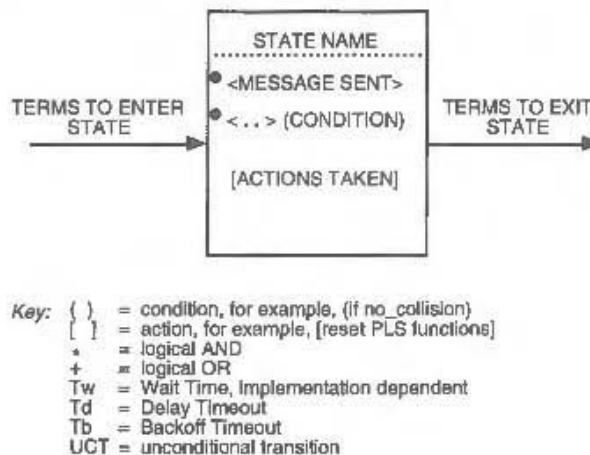 STATE NAME
<MESSAGE SENT>
<..> (CONDITION)
[ACTIONS TAKEN]
TERMS TO ENTER
STATE
TERMS TO EXIT
STATE
Key: ( ) = condition, for example, (if no_collision)
[ ] = action, for example, [reset PLS functions]
* = logical AND
+ = logical OR
Tw = Wait Time, implementation dependent
Td = Delay Timeout
Tb = Backoff Timeout
UCT = unconditional transition